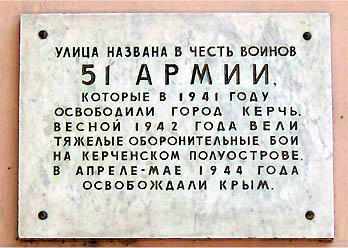 УЛИЦА НАЗВАНА В ЧЕСТЬ ВОИНОВ
51 АРМИИ,
КОТОРЫЕ В 1941 ГОДУ
ОСВОБОДИЛИ ГОРОД КЕРЧЬ.
ВЕСНОЙ 1942 ГОДА ВЕЛИ
ТЯЖЕЛЫЕ ОБОРОНИТЕЛЬНЫЕ БОИ
НА КЕРЧЕНСКОМ ПОЛУОСТРОВЕ.
В АПРЕЛЕ-МАЕ 1944 ГОДА
ОСВОБОЖДАЛИ КРЫМ.